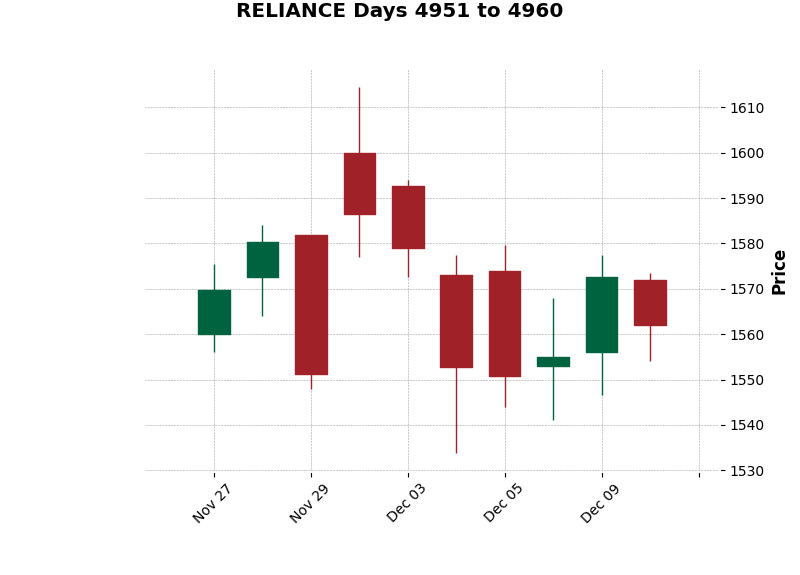 RELIANCE Days 4951 to 4960
1610
1600
1590
1580
1570
1560
1550
1540
1530
Price
Nov 27
Nov 29
Dec 03
Dec 05
Dec 09